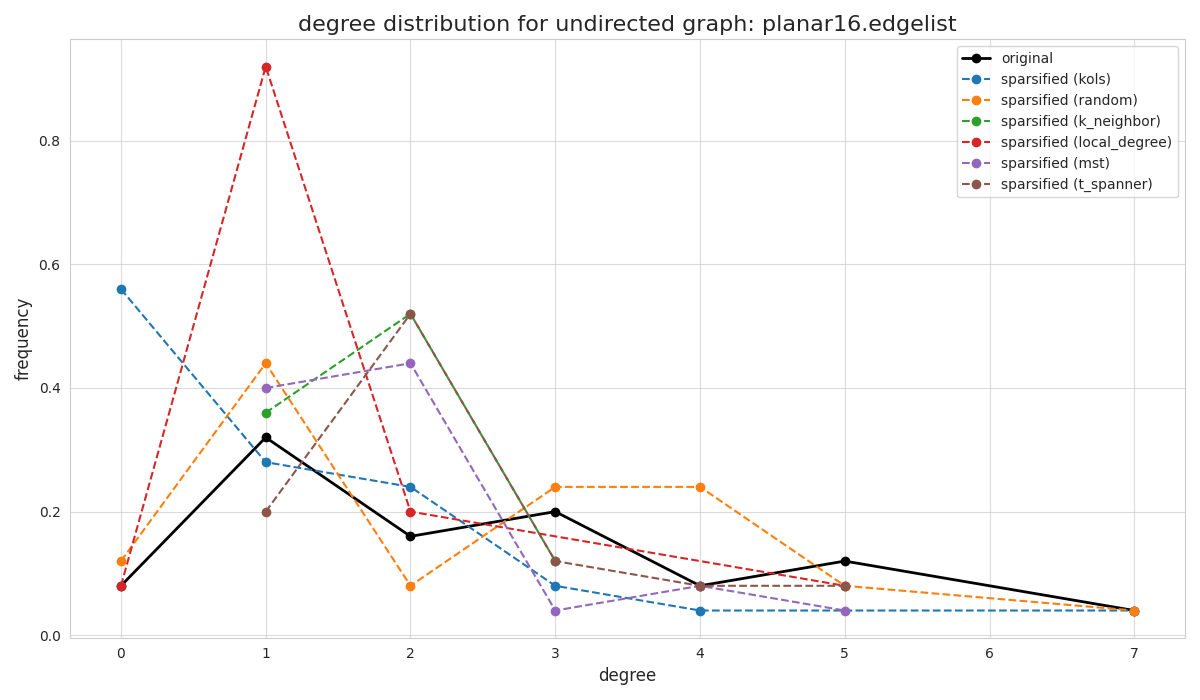 degree distribution for undirected graph: planar16.edgelist
original
sparsified (kols)
sparsified (random)
sparsified (k_neighbor)
sparsified (local_degree)
sparsified (mst)
sparsified (t_spanner)
frequency
0.8
0.6
0.4
0.2
0.0
0 1 2 3 4 5 6 7
degree